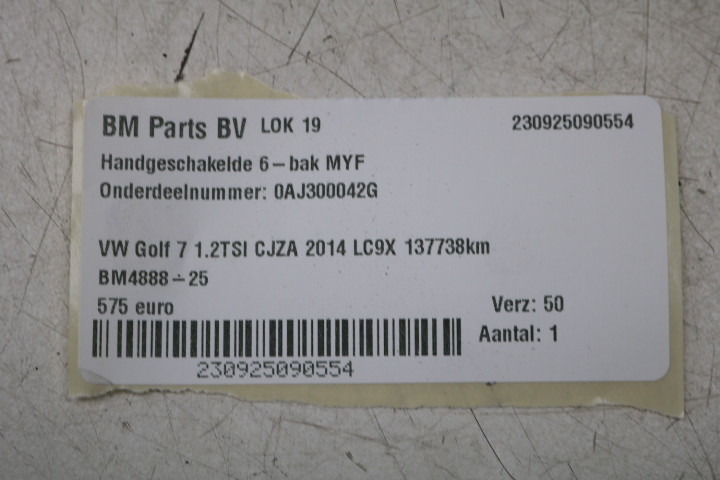 BM Parts BV LOK 19 230925090554
Handgeschakelde 6-bak MYF
Onderdeelnummer: 0AJ300042G
VW Golf 7 1.2TSI CJZA 2014 LC9X 137738km
BM4888-25
575 euro Verz: 50
Aantal: 1
230925090554